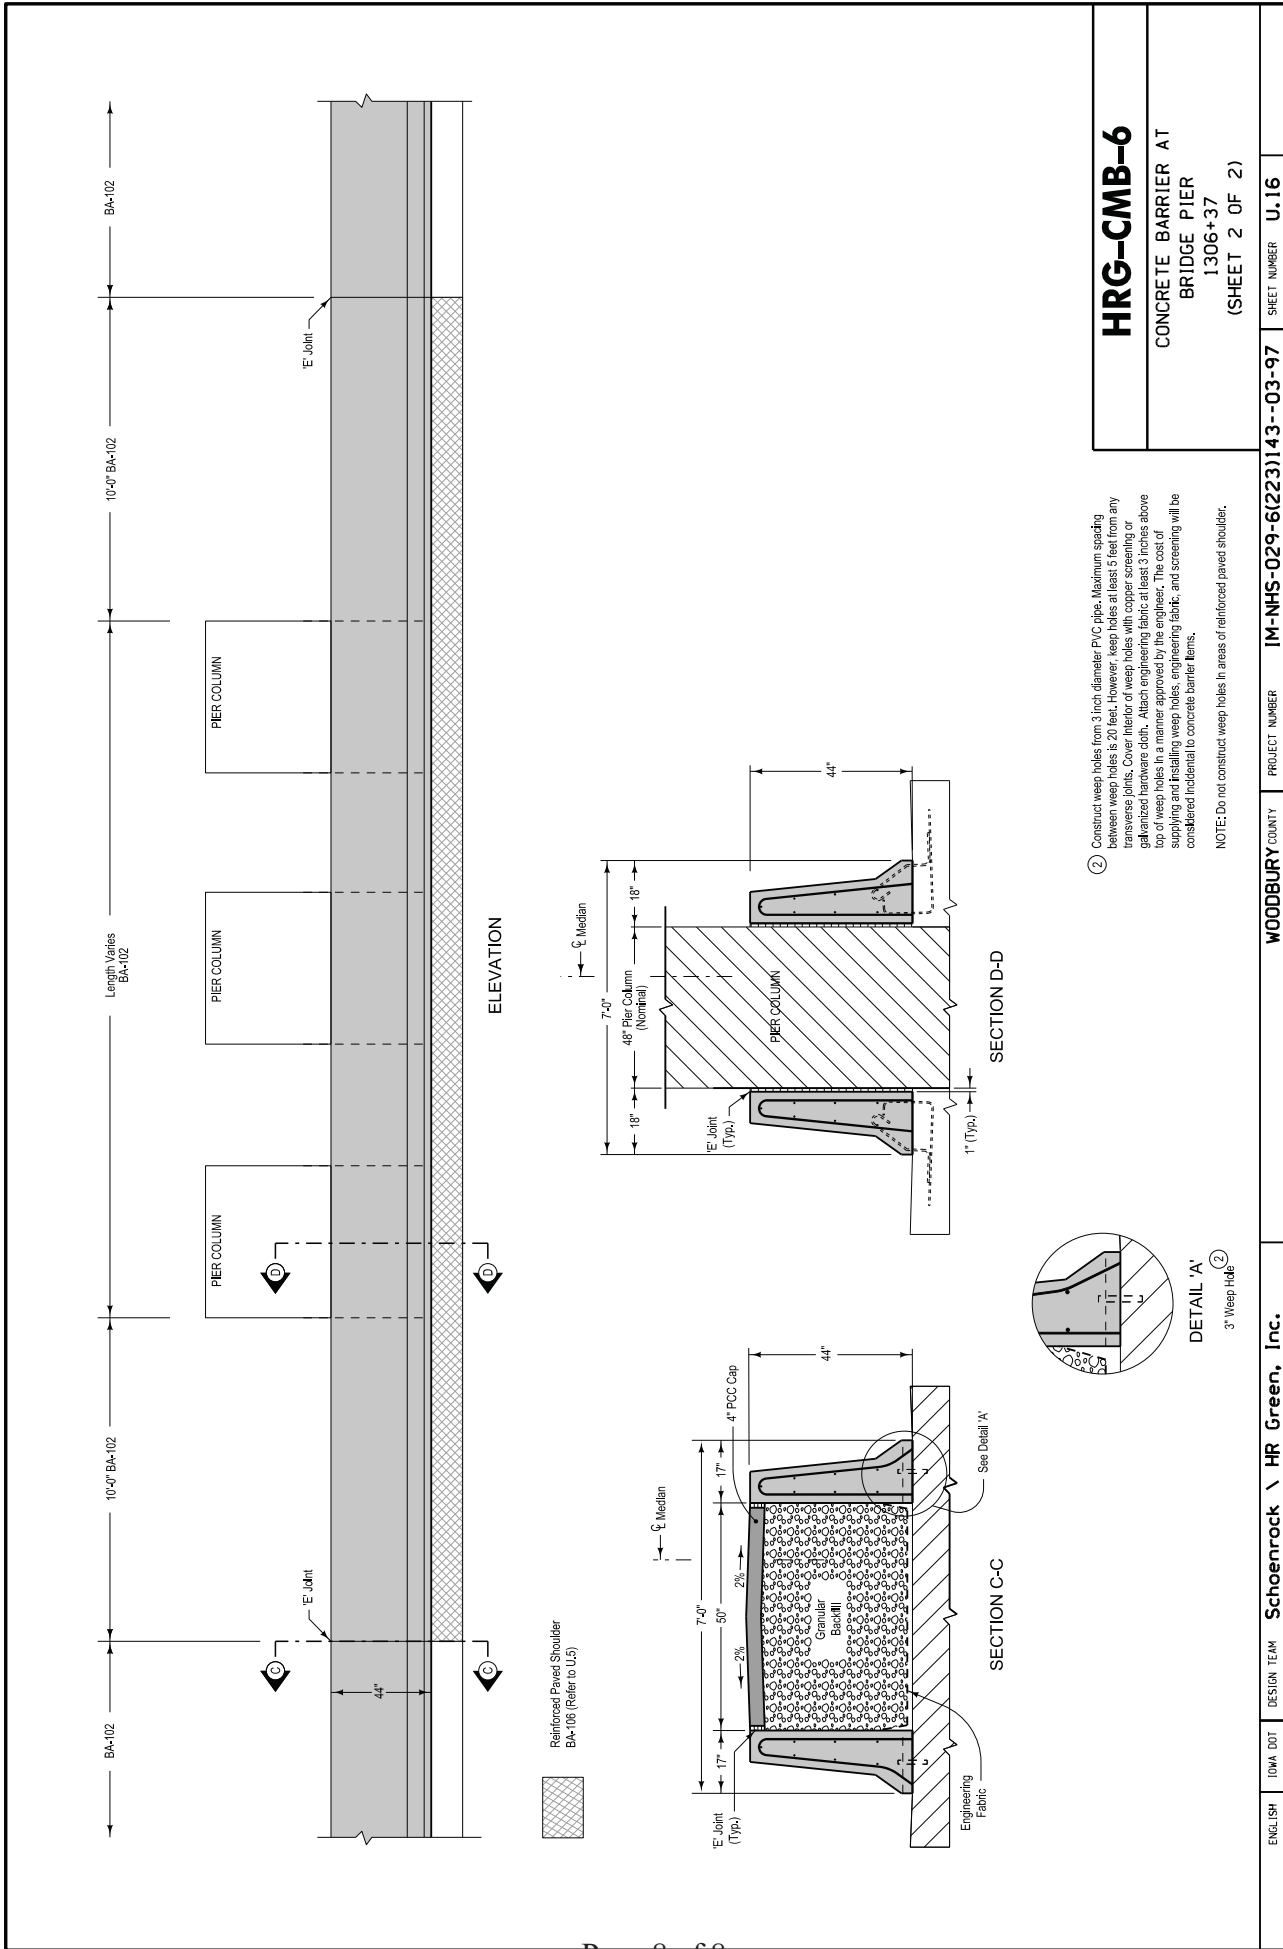 BA-102
10'-0" BA-102
Length Varies
BA-102
10'-0" BA-102
BA-102
'E' Joint
'E' Joint
PIER COLUMN
PIER COLUMN
PIER COLUMN
44"
C
C
D
D
ELEVATION
Reinforced Paved Shoulder
BA-106 (Refer to U.5)
℄ Median
7'-0"
17"
50"
17"
2%
2%
4" PCC Cap
44"
'E' Joint
(Typ.)
Granular
Backfill
Engineering
Fabric
See Detail 'A'
SECTION C-C
℄ Median
7'-0"
18"
48" Pier Column
(Nominal)
18"
'E' Joint
(Typ.)
PIER COLUMN
44"
1" (Typ.)
SECTION D-D
DETAIL 'A'
3" Weep Hole 2
2 Construct weep holes from 3 inch diameter PVC pipe. Maximum spacing
between weep holes is 20 feet. However, keep holes at least 5 feet from any
transverse joints. Cover interior of weep holes with copper screening or
galvanized hardware cloth. Attach engineering fabric at least 3 inches above
top of weep holes in a manner approved by the engineer. The cost of
supplying and installing weep holes, engineering fabric, and screening will be
considered incidental to concrete barrier items.
NOTE: Do not construct weep holes in areas of reinforced paved shoulder.
HRG-CMB-6
CONCRETE BARRIER AT
BRIDGE PIER
1306+37
(SHEET 2 OF 2)
ENGLISH IOWA DOT DESIGN TEAM Schoenrock \ HR Green, Inc. WOODBURY COUNTY PROJECT NUMBER IM-NHS-029-6(223)143--03-97 SHEET NUMBER U.16